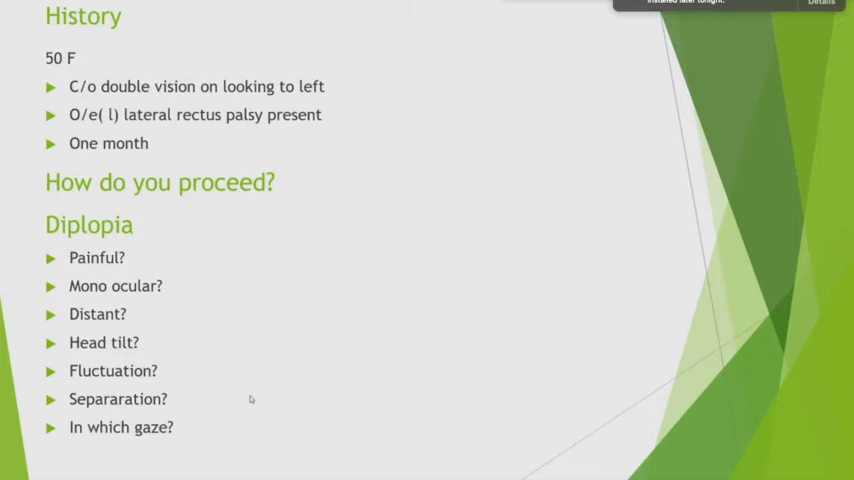 installed later tonight.
Details
History
50 F
C/o double vision on looking to left
O/e( l) lateral rectus palsy present
One month
How do you proceed?
Diplopia
Painful?
Mono ocular?
Distant?
Head tilt?
Fluctuation?
Separaration?
In which gaze?